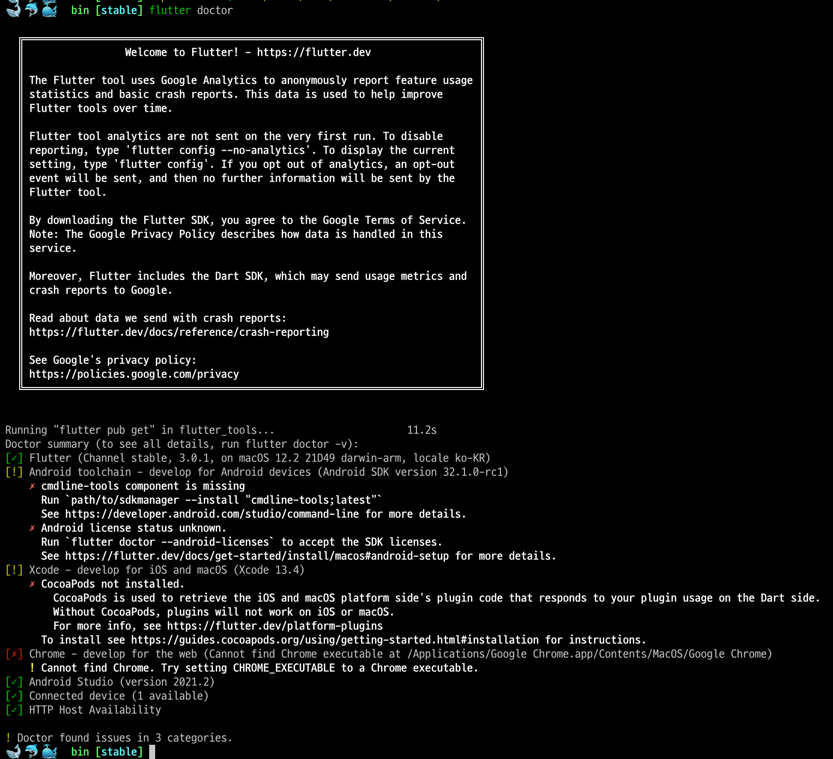 bin [stable] flutter doctor
Welcome to Flutter! - https://flutter.dev
The Flutter tool uses Google Analytics to anonymously report feature usage
statistics and basic crash reports. This data is used to help improve
Flutter tools over time.
Flutter tool analytics are not sent on the very first run. To disable
reporting, type 'flutter config --no-analytics'. To display the current
setting, type 'flutter config'. If you opt out of analytics, an opt-out
event will be sent, and then no further information will be sent by the
Flutter tool.
By downloading the Flutter SDK, you agree to the Google Terms of Service.
Note: The Google Privacy Policy describes how data is handled in this
service.
Moreover, Flutter includes the Dart SDK, which may send usage metrics and
crash reports to Google.
Read about data we send with crash reports:
https://flutter.dev/docs/reference/crash-reporting
See Google's privacy policy:
https://policies.google.com/privacy
Running "flutter pub get" in flutter_tools... 11.2s
Doctor summary (to see all details, run flutter doctor -v):
[✓] Flutter (Channel stable, 3.0.1, on macOS 12.2 21D49 darwin-arm, locale ko-KR)
[!] Android toolchain - develop for Android devices (Android SDK version 32.1.0-rc1)
✗ cmdline-tools component is missing
Run `path/to/sdkmanager --install "cmdline-tools;latest"`
See https://developer.android.com/studio/command-line for more details.
✗ Android license status unknown.
Run `flutter doctor --android-licenses` to accept the SDK licenses.
See https://flutter.dev/docs/get-started/install/macos#android-setup for more details.
[!] Xcode - develop for iOS and macOS (Xcode 13.4)
✗ CocoaPods not installed.
CocoaPods is used to retrieve the iOS and macOS platform side's plugin code that responds to your plugin usage on the Dart side.
Without CocoaPods, plugins will not work on iOS or macOS.
For more info, see https://flutter.dev/platform-plugins
To install see https://guides.cocoapods.org/using/getting-started.html#installation for instructions.
[✗] Chrome - develop for the web (Cannot find Chrome executable at /Applications/Google Chrome.app/Contents/MacOS/Google Chrome)
! Cannot find Chrome. Try setting CHROME_EXECUTABLE to a Chrome executable.
[✓] Android Studio (version 2021.2)
[✓] Connected device (1 available)
[✓] HTTP Host Availability
! Doctor found issues in 3 categories.
bin [stable]